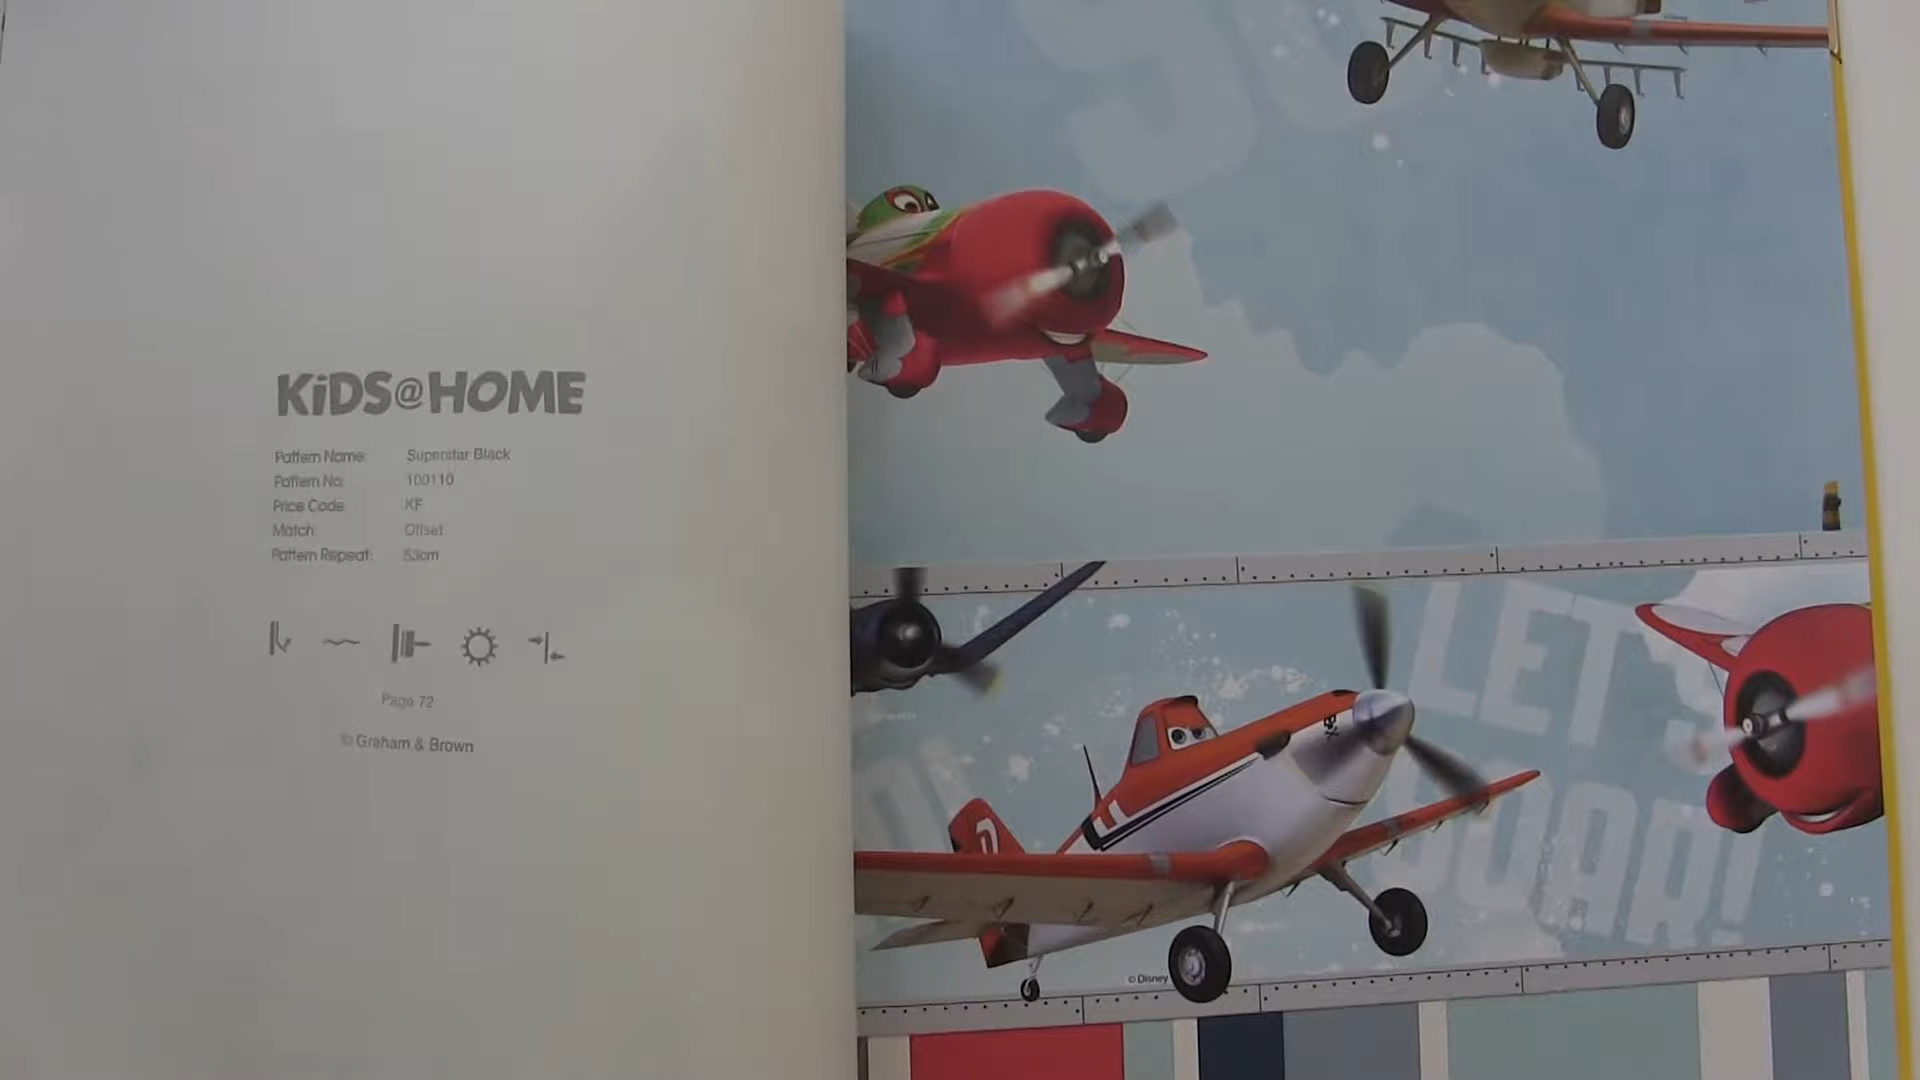 KiDS@HOME
Pattern Name: Superstar Black
Pattern No: 100110
Price Code: KF
Match: Offset
Pattern Repeat: 53cm
Page 72
© Graham & Brown
LET'S
© Disney